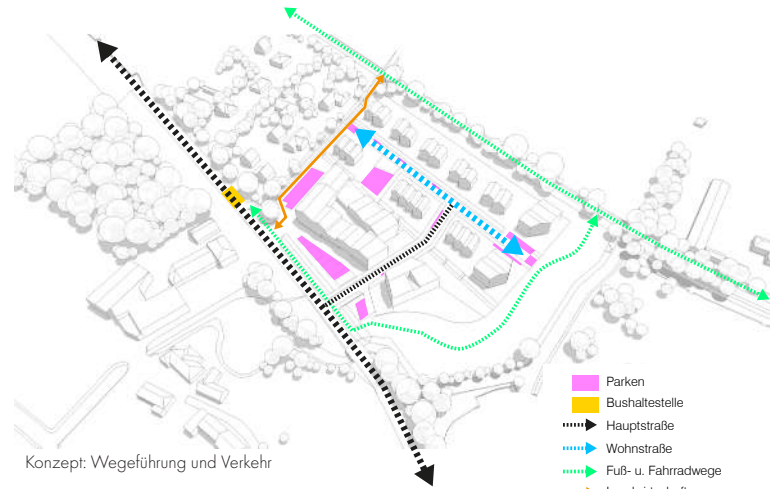 Parken
Bushaltestelle
Hauptstraße
Wohnstraße
Fuß- u. Fahrradwege
Konzept: Wegeführung und Verkehr